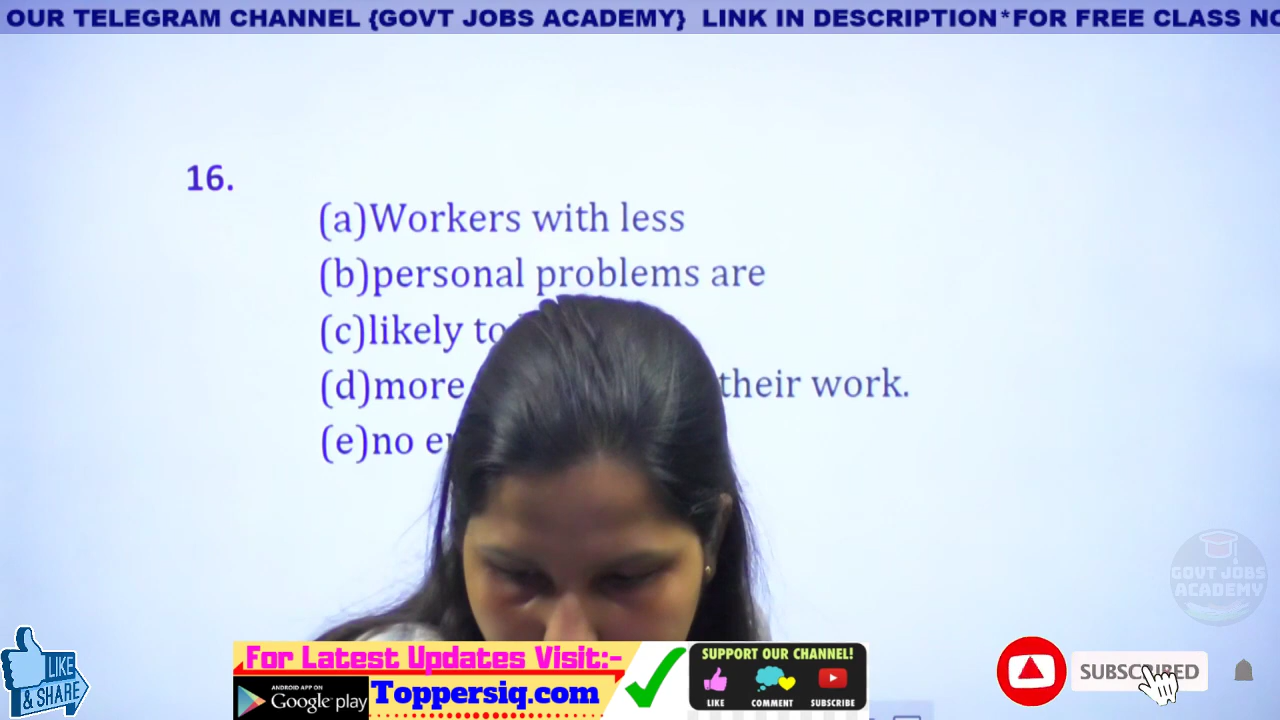 OUR TELEGRAM CHANNEL {GOVT JOBS ACADEMY} LINK IN DESCRIPTION*FOR FREE CLASS
16.
(a)Workers with less
(b)personal problems are
(c)likely to
(d)more their work.
(e)no
GOVT JOBS
ACADEMY
LIKE
& SHARE
For Latest Updates Visit:-
ANDROID APP ON
Google play
Toppersiq.com
SUPPORT OUR CHANNEL!
LIKE COMMENT SUBSCRIBE
SUBSCRIBED